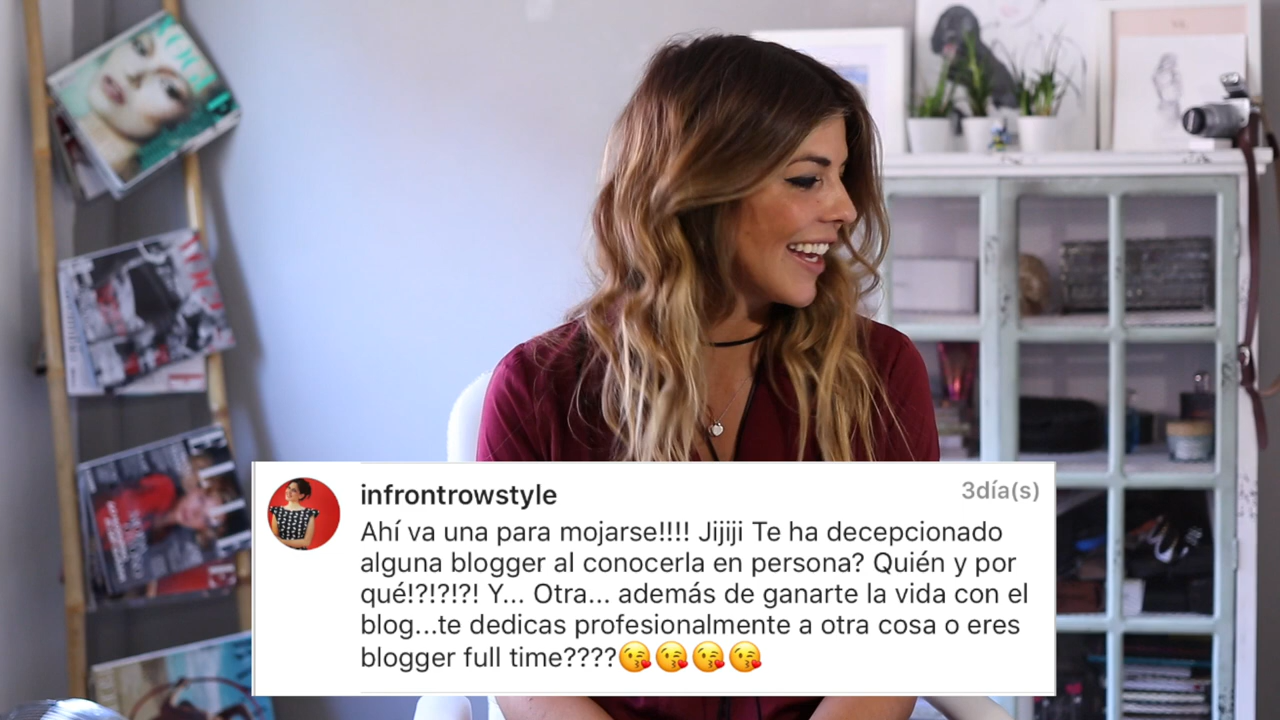 infrontrowstyle
3día(s)
Ahí va una para mojarse!!!! Jijiji Te ha decepcionado
alguna blogger al conocerla en persona? Quién y por
qué!?!?!?! Y... Otra... además de ganarte la vida con el
blog...te dedicas profesionalmente a otra cosa o eres
blogger full time????😘😘😘😘